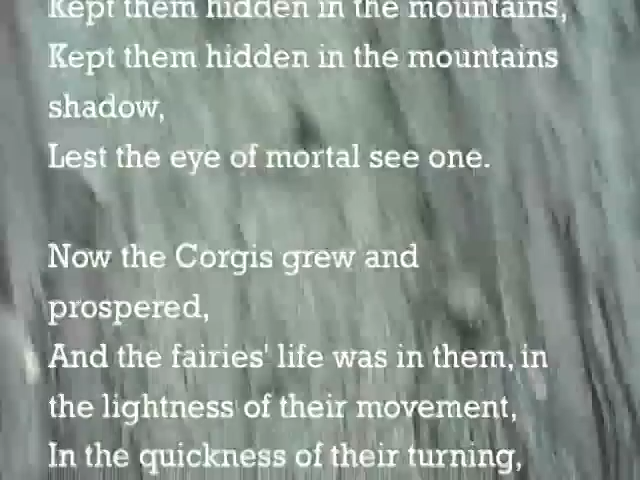 Kept them hidden in the mountains,
Kept them hidden in the mountains
shadow,
Lest the eye of mortal see one.
Now the Corgis grew and
prospered,
And the fairies' life was in them, in
the lightness of their movement,
In the quickness of their turning,